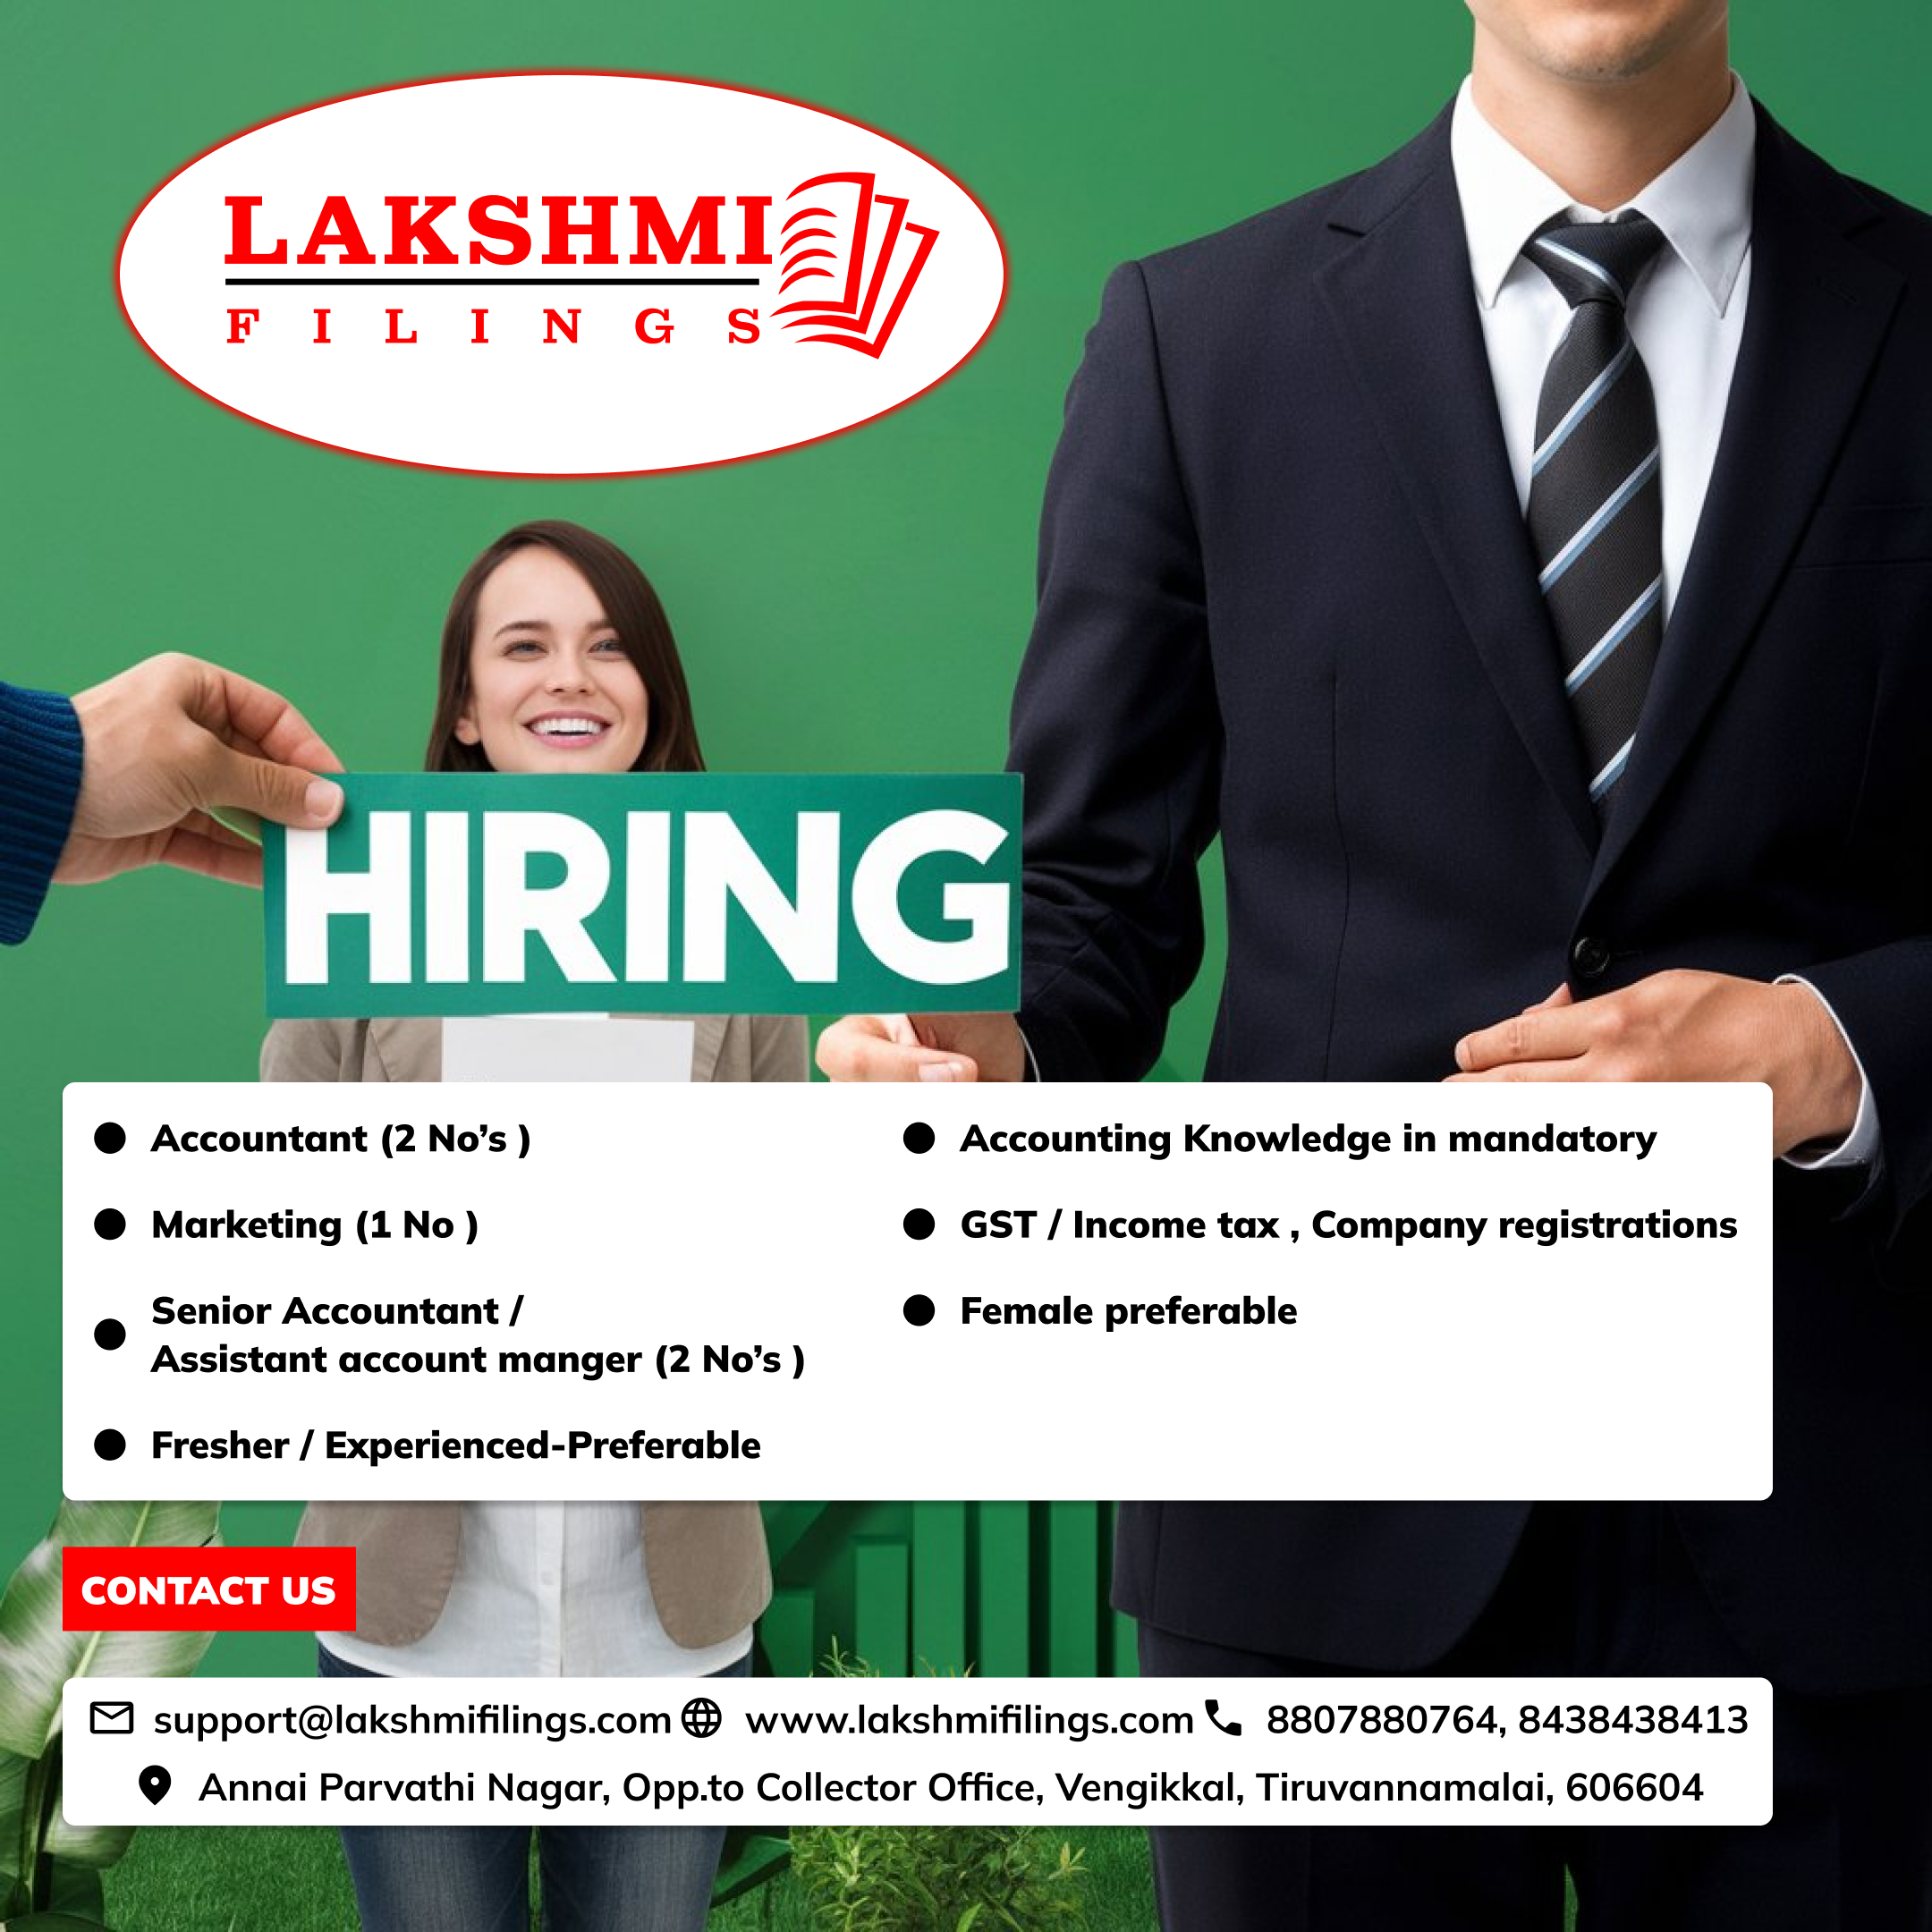 LAKSHMI
FILINGS
HIRING
Accountant (2 No's )
Marketing (1 No )
Senior Accountant /
Assistant account manger (2 No's )
Fresher / Experienced-Preferable
Accounting Knowledge in mandatory
GST / Income tax , Company registrations
Female preferable
CONTACT US
support@lakshmifilings.com www.lakshmifilings.com 8807880764, 8438438413
Annai Parvathi Nagar, Opp.to Collector Office, Vengikkal, Tiruvannamalai, 606604